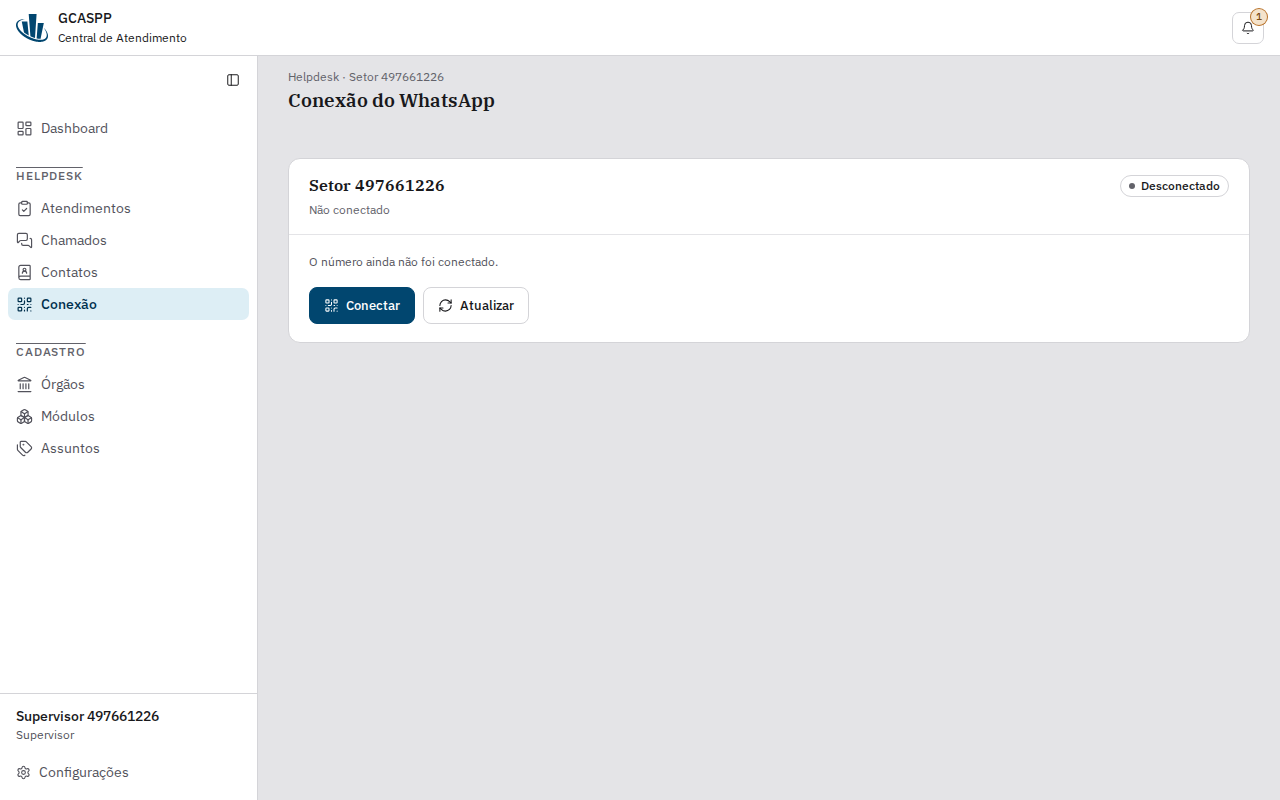 GCASPP
Central de Atendimento
1
Dashboard
HELPDESK
Atendimentos
Chamados
Contatos
Conexão
CADASTRO
Órgãos
Módulos
Assuntos
Supervisor 497661226
Supervisor
Configurações
Helpdesk · Setor 497661226
Conexão do WhatsApp
Setor 497661226
Desconectado
Não conectado
O número ainda não foi conectado.
Conectar
Atualizar